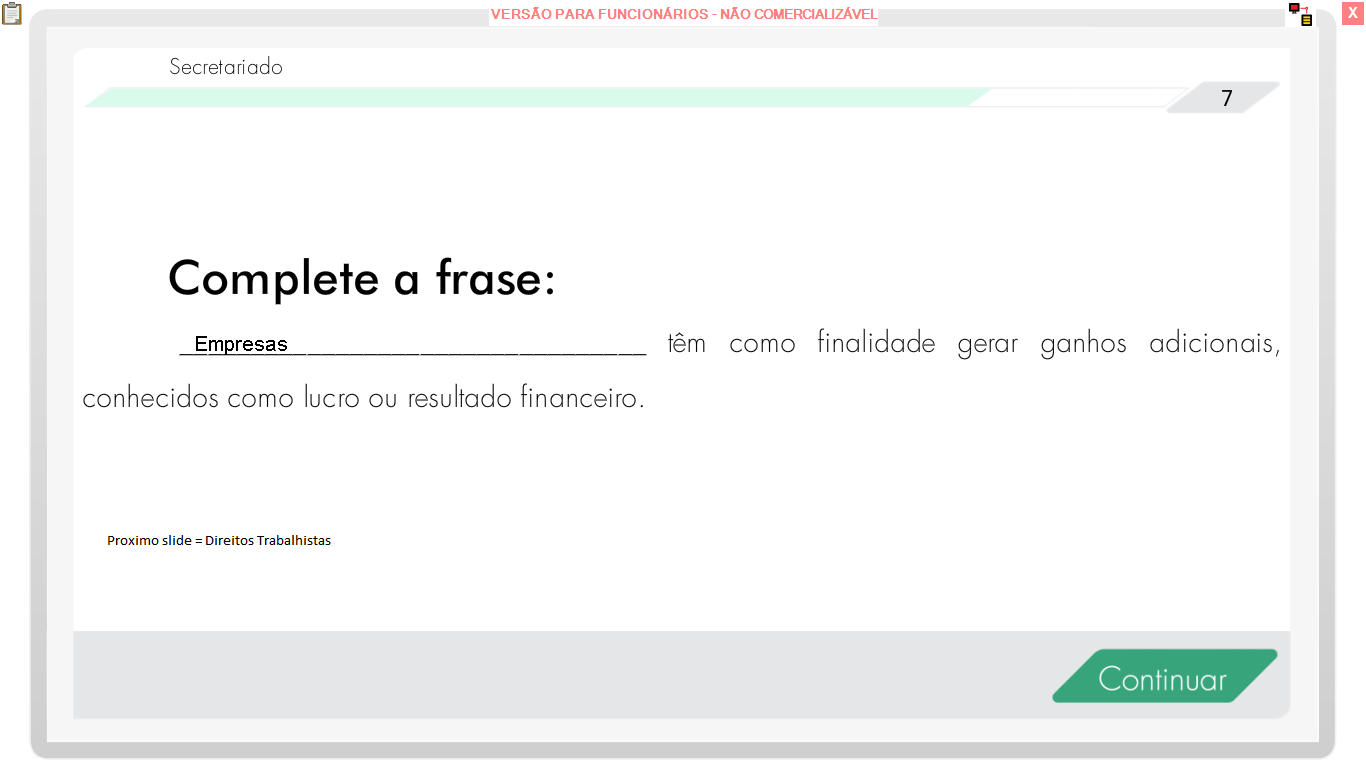 VERSÃO PARA FUNCIONÁRIOS - NÃO COMERCIALIZÁVEL
X
Secretariado
7
Complete a frase:
Empresas têm como finalidade gerar ganhos adicionais,
conhecidos como lucro ou resultado financeiro.
Proximo slide = Direitos Trabalhistas
Continuar